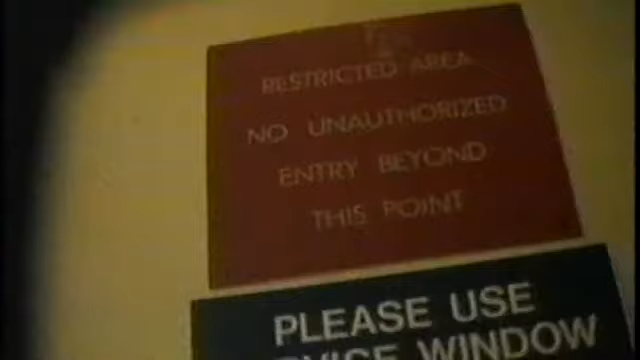 RESTRICTED AREA
NO UNAUTHORIZED
ENTRY BEYOND
THIS POINT
PLEASE USE
WINDOW